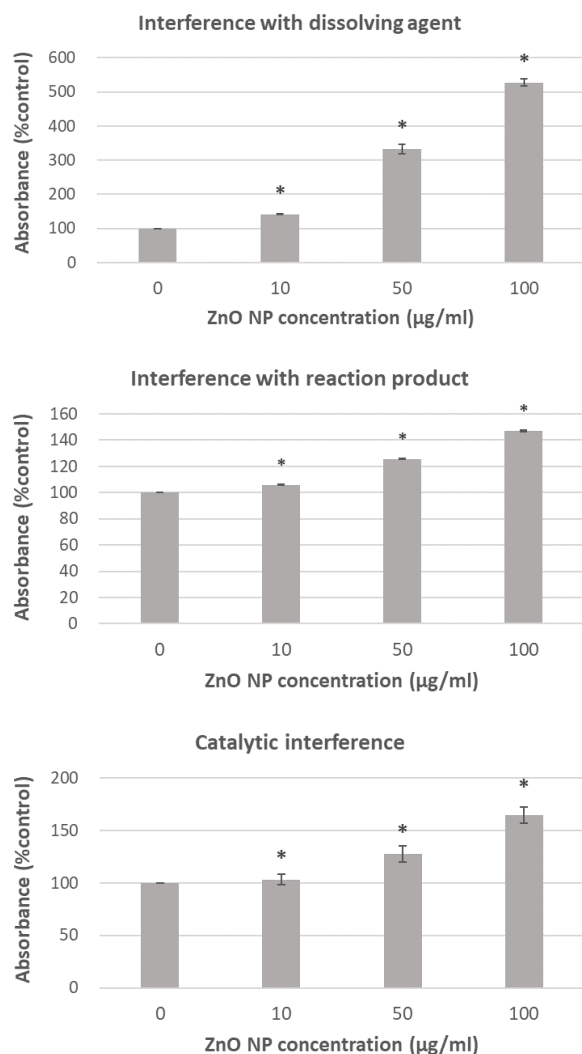 Interference with dissolving agent
Absorbance (%control)
600
500
400
300
200
100
0
*
*
*
0 10 50 100
ZnO NP concentration (µg/ml)
Interference with reaction product
Absorbance (%control)
160
140
120
100
80
60
40
20
0
*
*
*
0 10 50 100
ZnO NP concentration (µg/ml)
Catalytic interference
Absorbance (%control)
200
150
100
50
0
*
*
*
0 10 50 100
ZnO NP concentration (µg/ml)